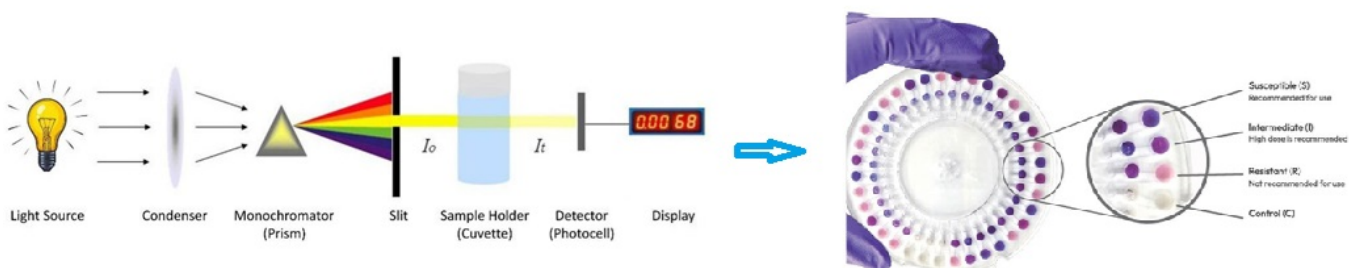 Light Source
Condenser
Monochromator
(Prism)
Slit
Sample Holder
(Cuvette)
Detector
(Photocell)
Display
Io
It
0.0068
Susceptible (S)
Recommended for use
Intermediate (I)
High dose is recommended
Resistant (R)
Not recommended for use
Control (C)